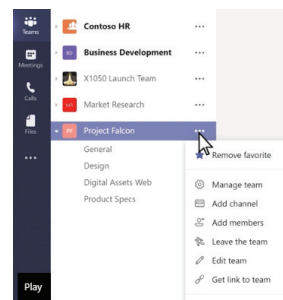 Teams
Meetings
Calls
Files
Contoso HR
Business Development
X1050 Launch Team
Market Research
Project Falcon
General
Design
Digital Assets Web
Product Specs
Remove favorite
Manage team
Add channel
Add members
Leave the team
Edit team
Get link to team
Play